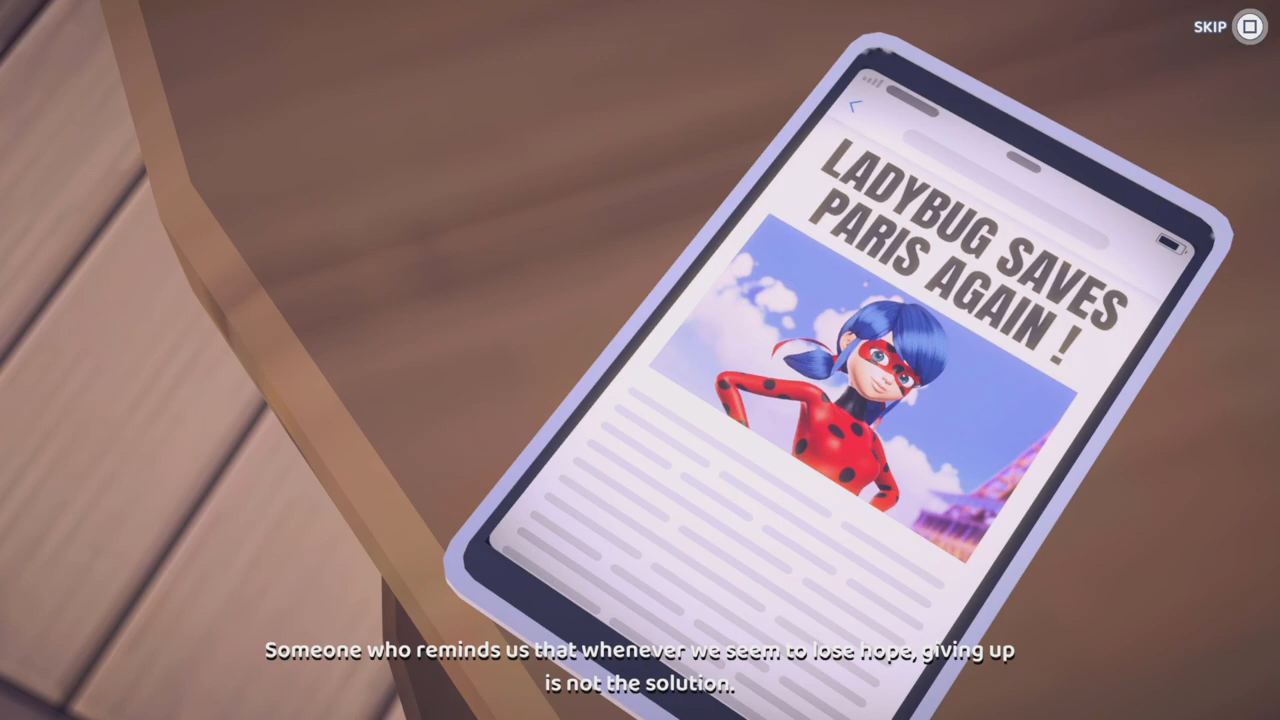 SKIP
LADYBUG SAVES
PARIS AGAIN !
Someone who reminds us that whenever we seem to lose hope, giving up
is not the solution.